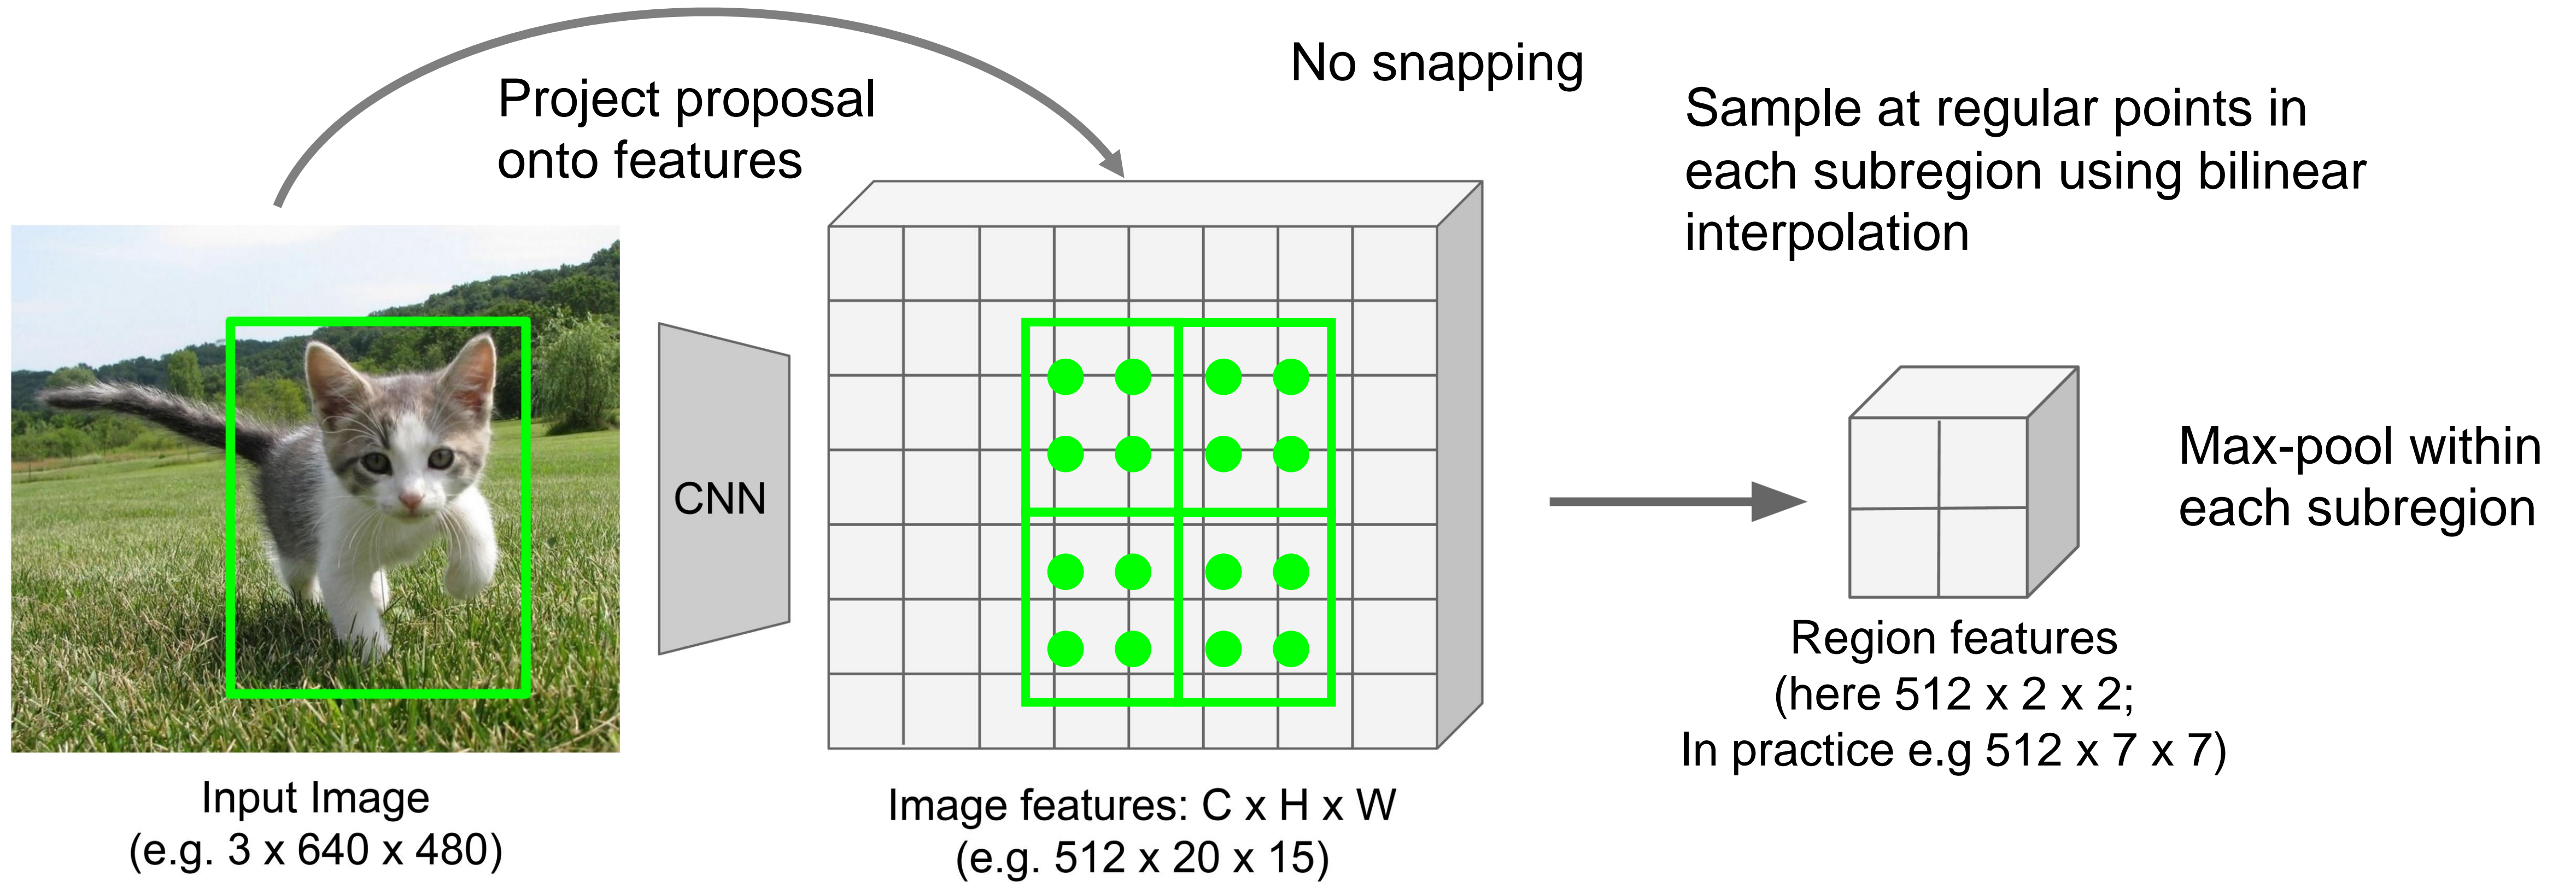 Project proposal
onto features
No snapping
Sample at regular points in
each subregion using bilinear
interpolation
CNN
Max-pool within
each subregion
Region features
(here 512 x 2 x 2;
In practice e.g 512 x 7 x 7)
Input Image
(e.g. 3 x 640 x 480)
Image features: C x H x W
(e.g. 512 x 20 x 15)